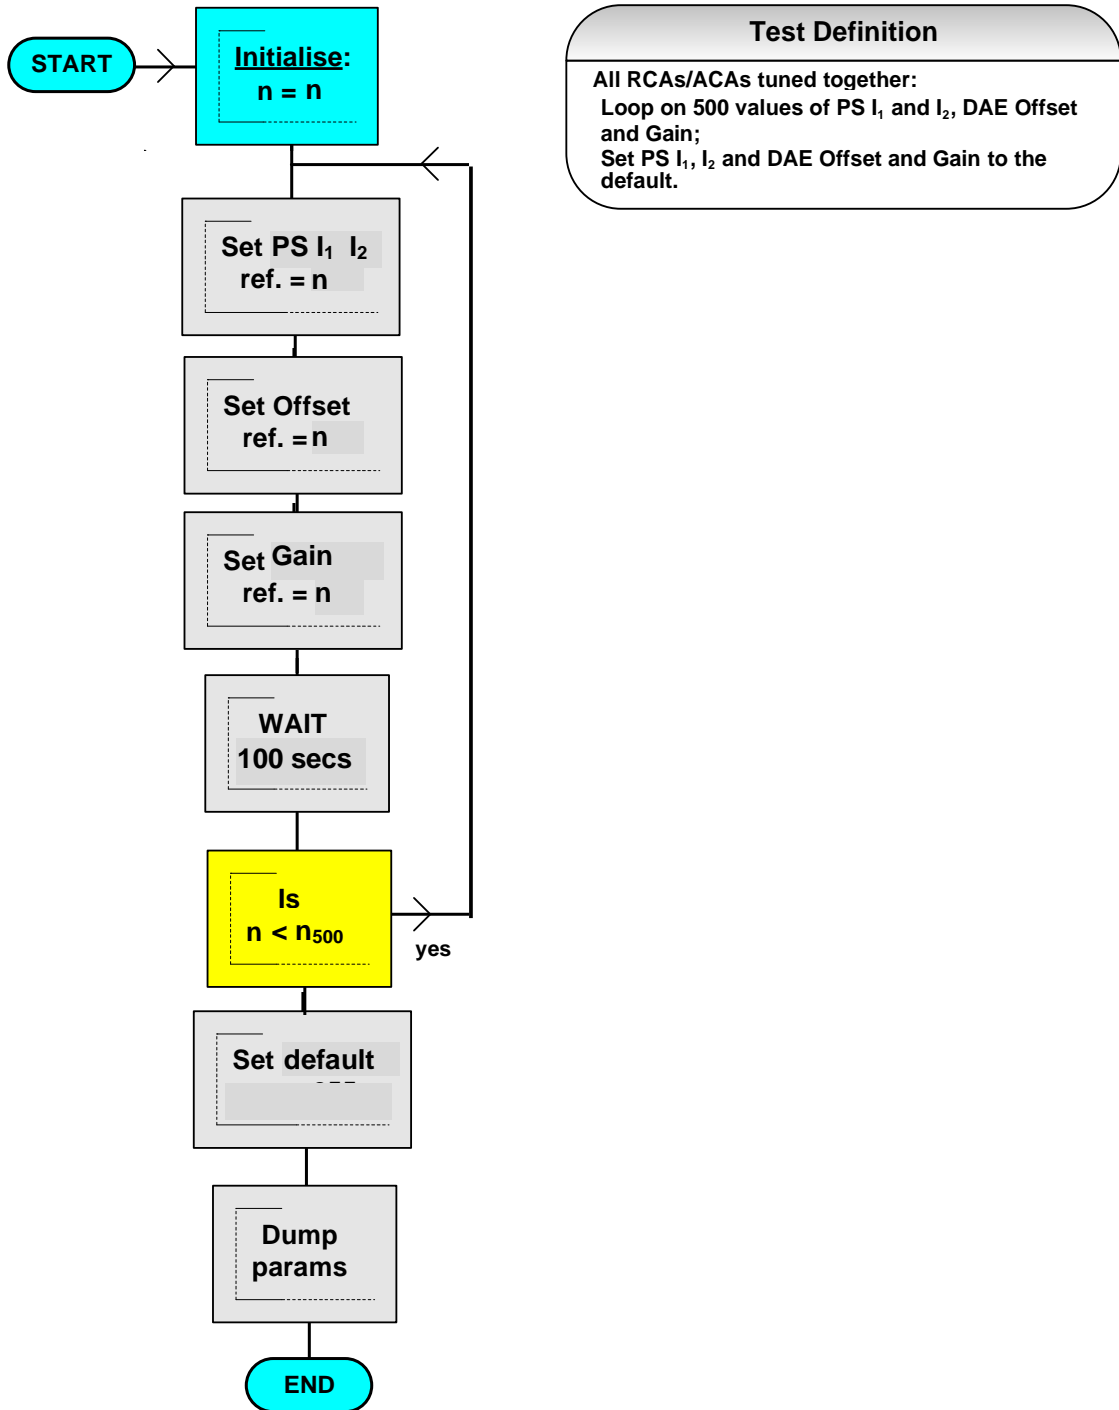 START
Initialise:
n = n
Test Definition
All RCAs/ACAs tuned together:
Loop on 500 values of PS I₁ and I₂, DAE Offset
and Gain;
Set PS I₁, I₂ and DAE Offset and Gain to the
default.
Set PS I₁ I₂
ref. = n
Set Offset
ref. = n
Set Gain
ref. = n
WAIT
100 secs
Is
n < n₅₀₀
yes
Set default
Dump
params
END